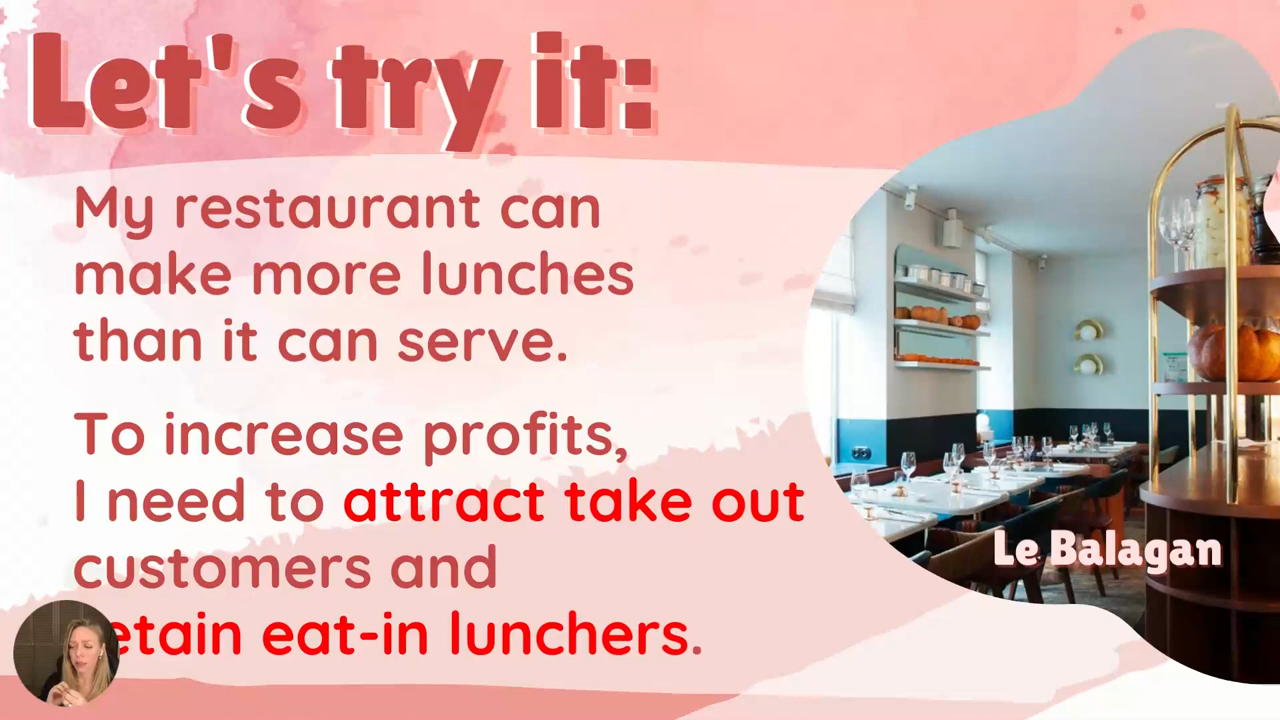 Let's try it:
My restaurant can
make more lunches
than it can serve.
To increase profits,
I need to attract take out
customers and
etain eat-in lunchers.
Le Balagan